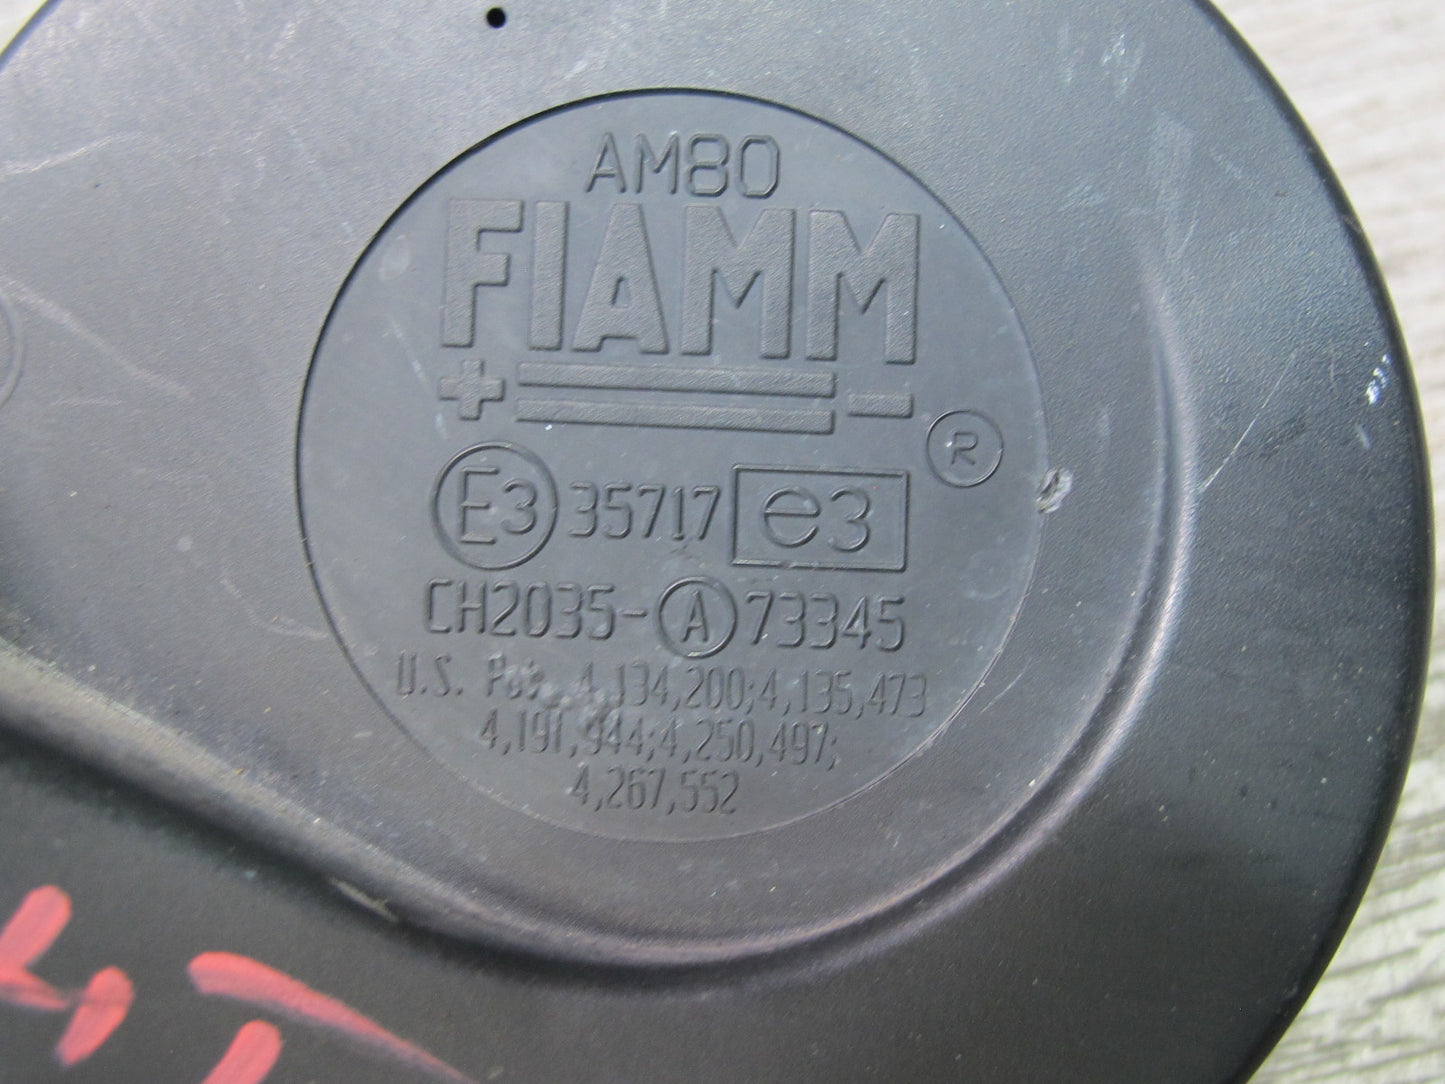 AM80
FIAMM
+ -
®
E3 35717 e3
CH2035-Ⓐ73345
U.S. Pat. 4,134,200;4,135,473
4,191,944;4,250,497;
4,267,552